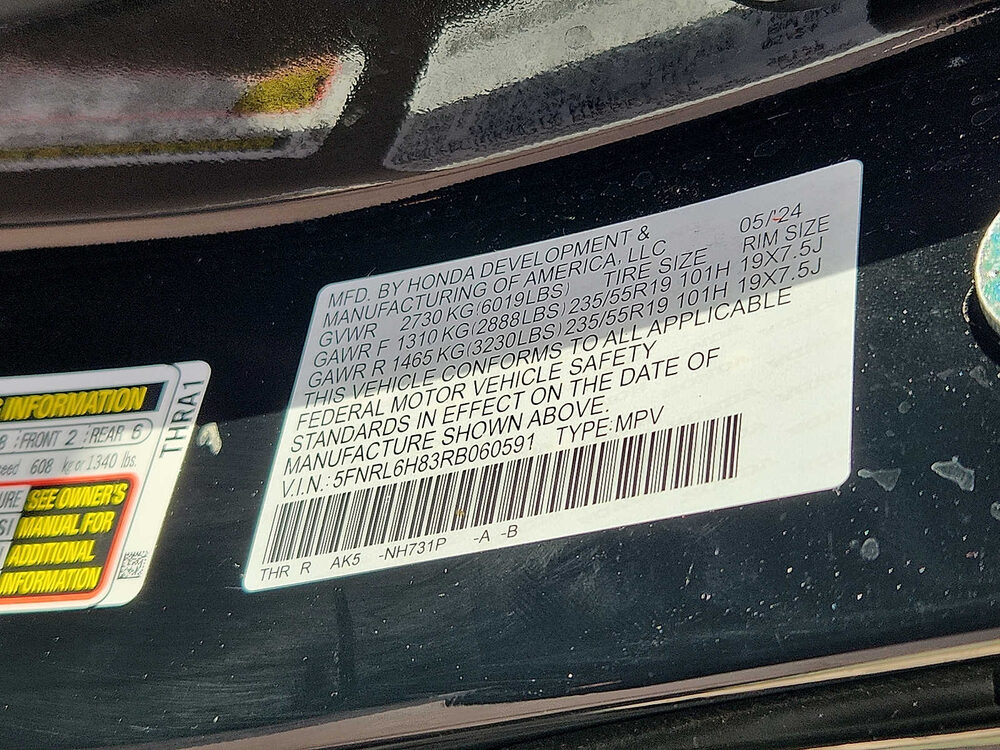 MFD. BY HONDA DEVELOPMENT &
MANUFACTURING OF AMERICA, LLC 05/'24
GVWR 2730 KG(6019LBS) TIRE SIZE RIM SIZE
GAWR F 1310 KG(2888LBS) 235/55R19 101H 19X7.5J
GAWR R 1465 KG(3230LBS) 235/55R19 101H 19X7.5J
THIS VEHICLE CONFORMS TO ALL APPLICABLE
FEDERAL MOTOR VEHICLE SAFETY
STANDARDS IN EFFECT ON THE DATE OF
MANUFACTURE SHOWN ABOVE.
V.I.N.: 5FNRL6H83RB060591 TYPE:MPV
THR R AK5 -NH731P -A -B
INFORMATION
FRONT 2 REAR 6
608 kg or 1340 lbs.
SEE OWNER'S
MANUAL FOR
ADDITIONAL
INFORMATION
THRA1